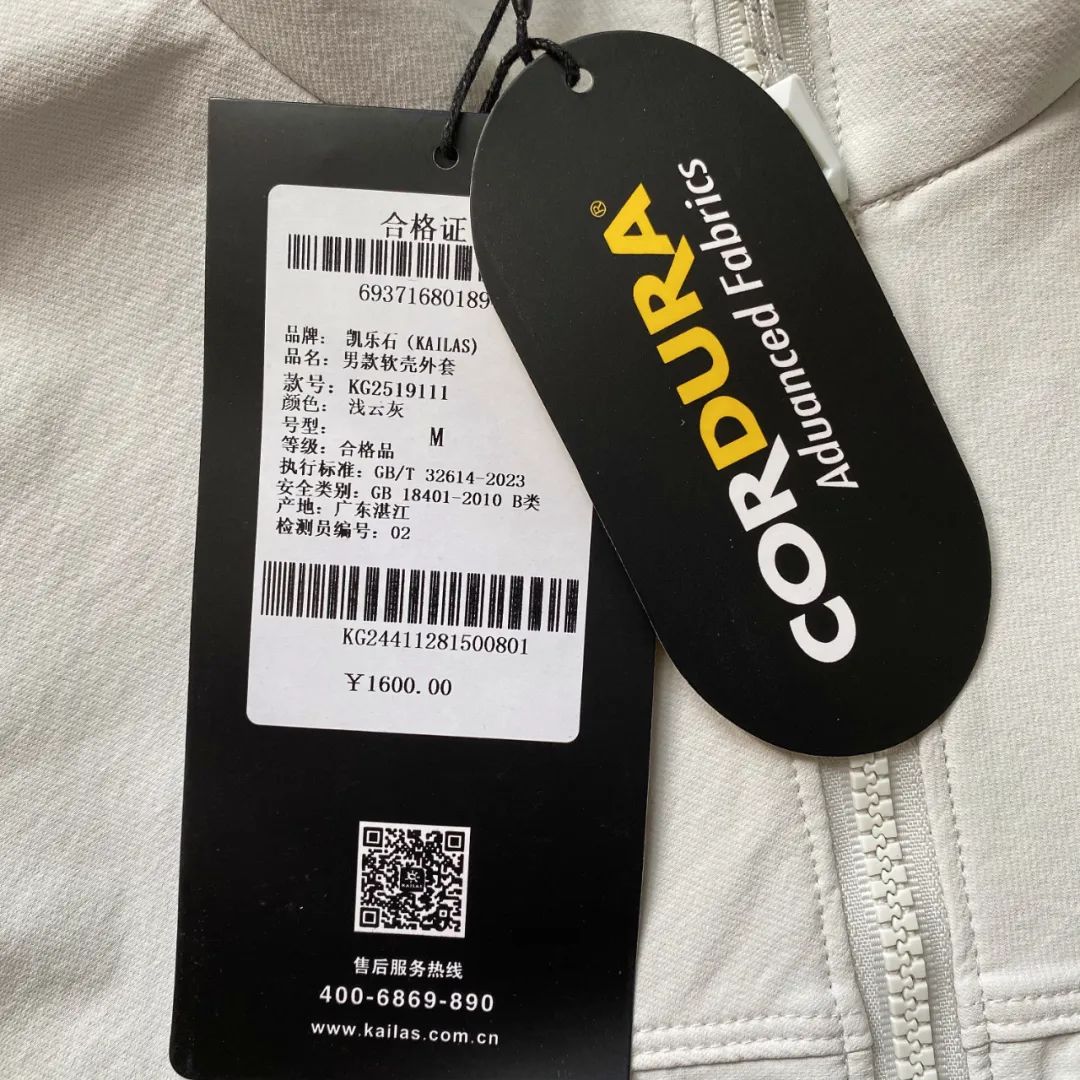 合格证
69371680189
品牌: 凯乐石 (KAILAS)
品名: 男款软壳外套
款号: KG2519111
颜色: 浅云灰
号型: M
等级: 合格品
执行标准: GB/T 32614-2023
安全类别: GB 18401-2010 B类
产地: 广东湛江
检测员编号: 02
KG24411281500801
¥1600.00
KAILAS
售后服务热线
400-6869-890
www.kailas.com.cn
CORDURA®
Advanced Fabrics